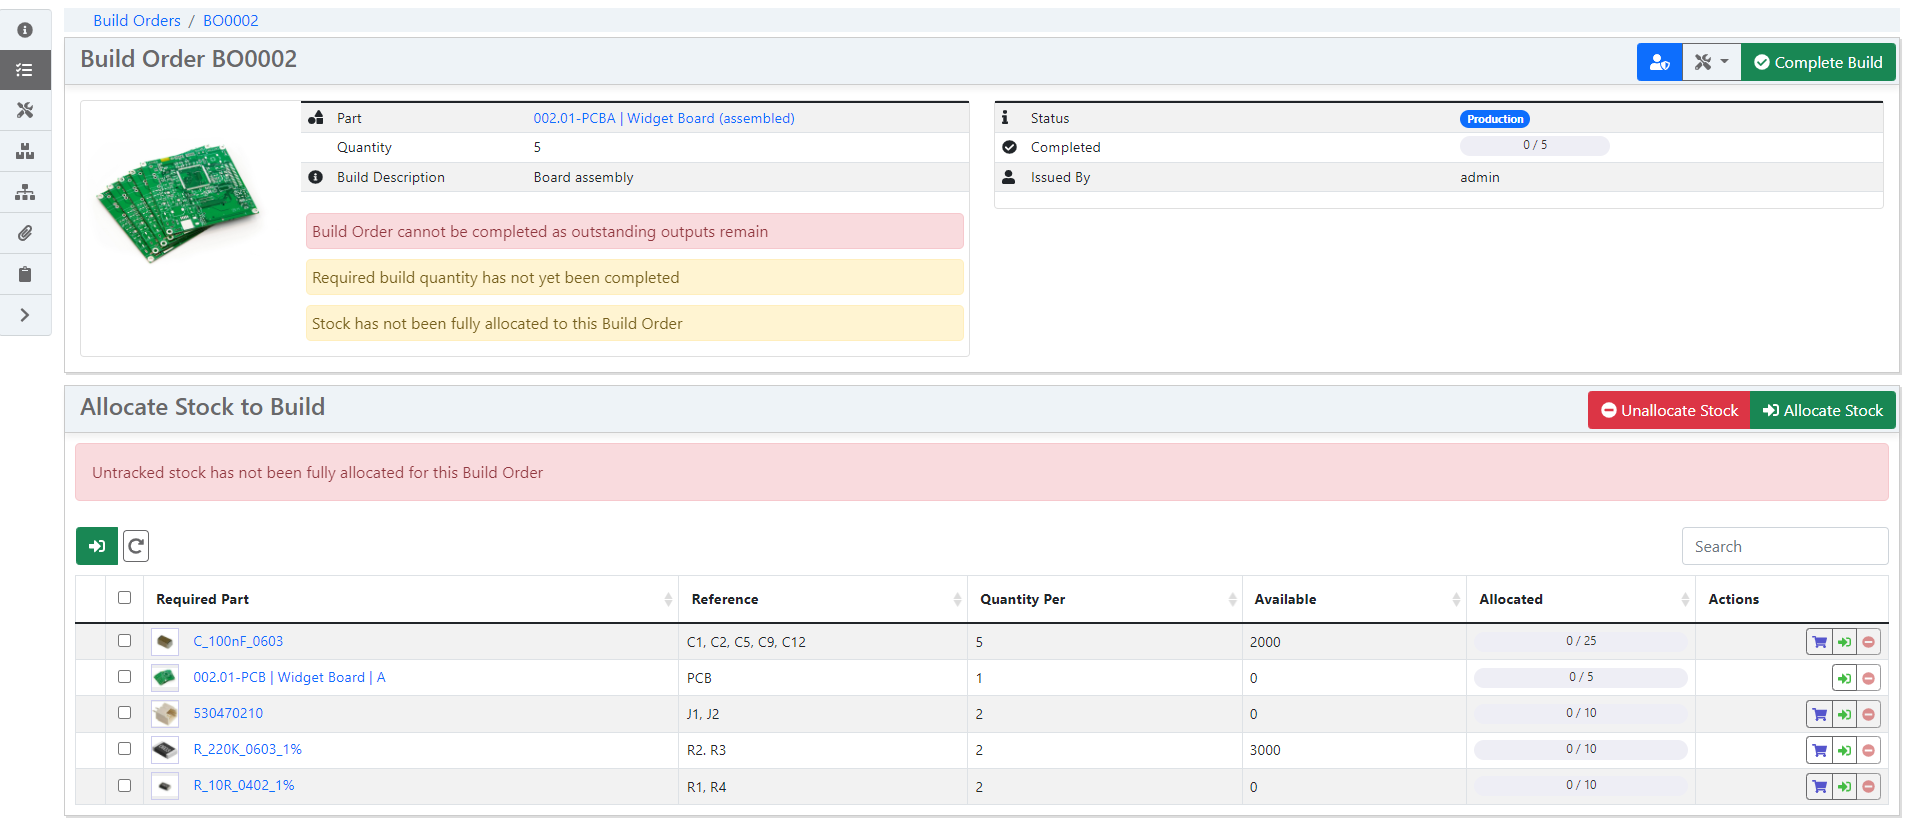 Build Orders / BO0002
Build Order BO0002
Complete Build
Part 002.01-PCBA | Widget Board (assembled)
Quantity 5
Build Description Board assembly
Build Order cannot be completed as outstanding outputs remain
Required build quantity has not yet been completed
Stock has not been fully allocated to this Build Order
Status Production
Completed 0 / 5
Issued By admin
Allocate Stock to Build
Unallocate Stock Allocate Stock
Untracked stock has not been fully allocated for this Build Order
Search
Required Part Reference Quantity Per Available Allocated Actions
C_100nF_0603 C1, C2, C5, C9, C12 5 2000 0 / 25
002.01-PCB | Widget Board | A PCB 1 0 0 / 5
530470210 J1, J2 2 0 0 / 10
R_220K_0603_1% R2. R3 2 3000 0 / 10
R_10R_0402_1% R1, R4 2 0 0 / 10